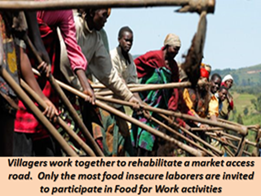 Villagers work together to rehabilitate a market access
road.  Only the most food insecure laborers are invited
to participate in Food for Work activities